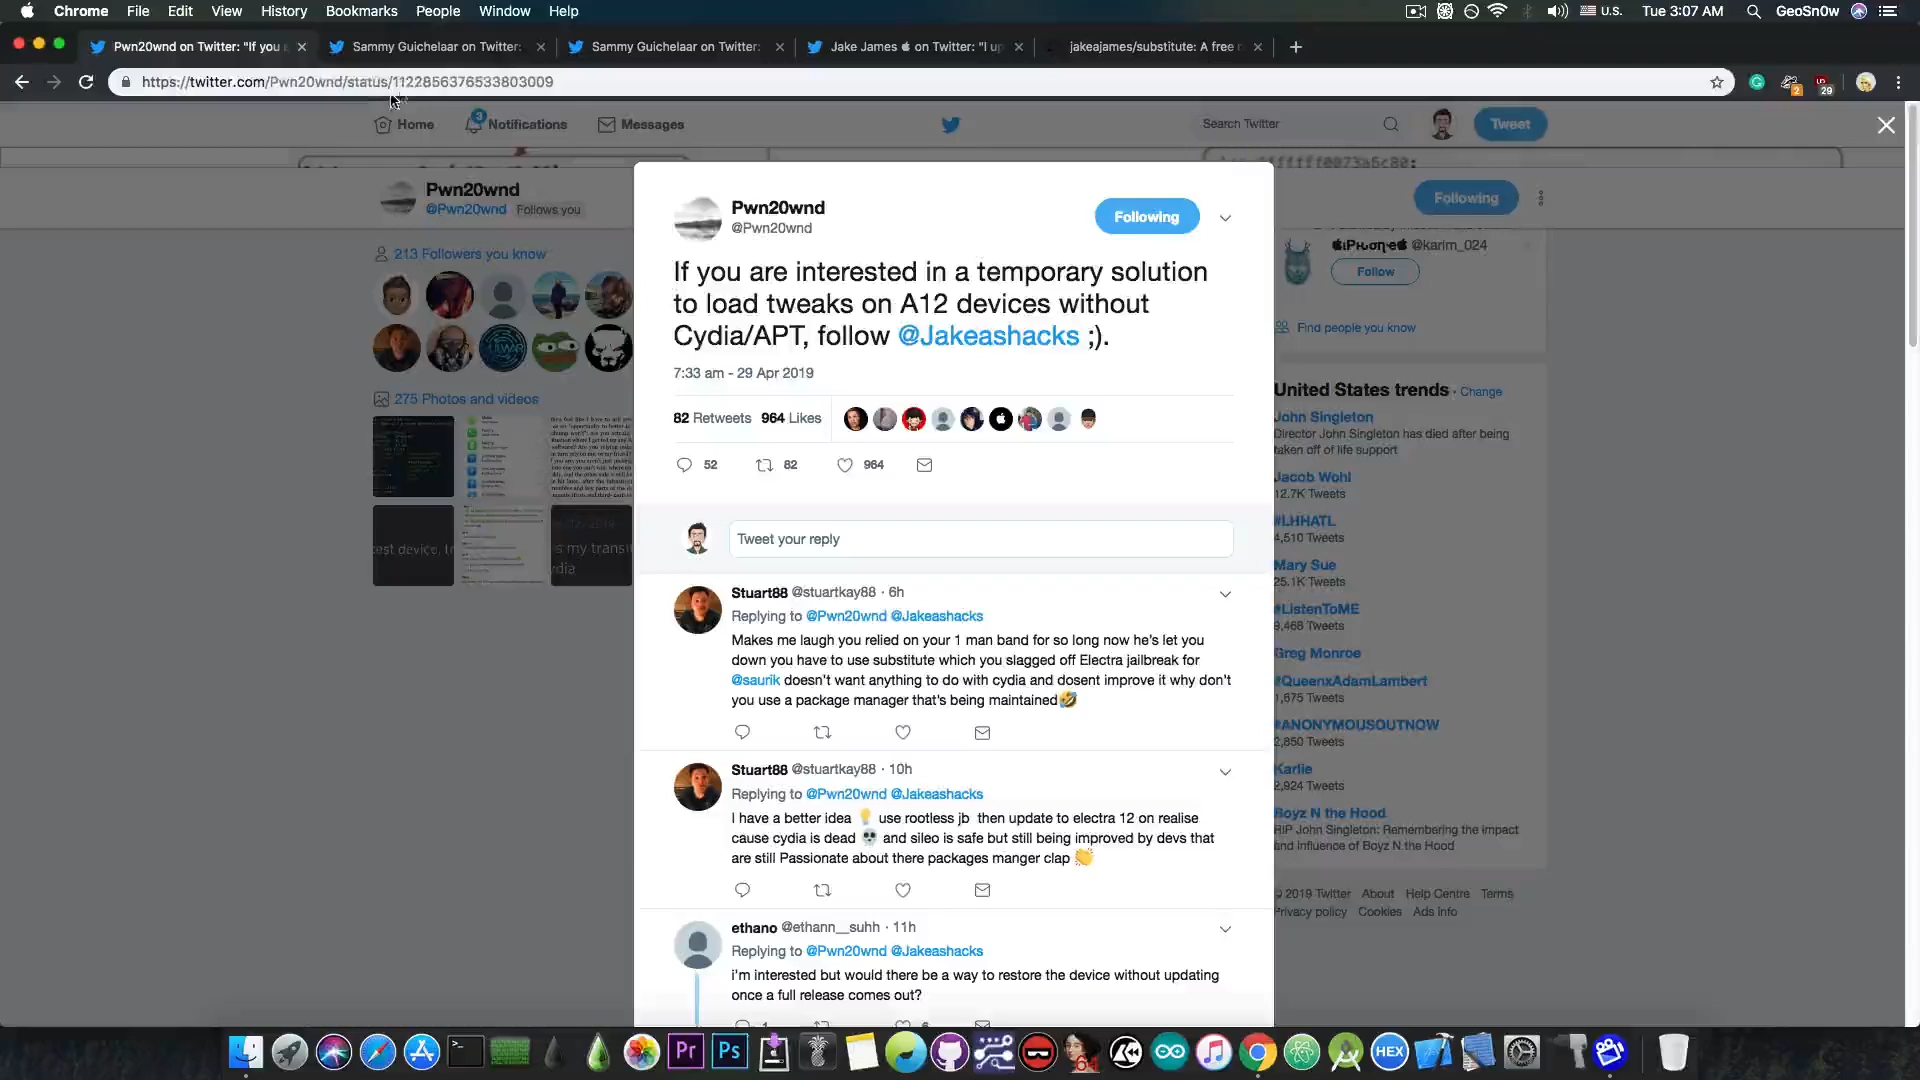 Chrome File Edit View History Bookmarks People Window Help
U.S. Tue 3:07 AM GeoSn0w
Pwn20wnd on Twitter: "If you
Sammy Guichelaar on Twitter:
Sammy Guichelaar on Twitter:
Jake James on Twitter: "I up
jakeajames/substitute: A free
https://twitter.com/Pwn20wnd/status/1122856376533803009
2
29
Home
3
Notifications
Messages
Search Twitter
Tweet
Pwn20wnd
@Pwn20wnd Follows you
Following
213 Followers you know
275 Photos and videos
Pwn20wnd
@Pwn20wnd
Following
If you are interested in a temporary solution
to load tweaks on A12 devices without
Cydia/APT, follow @Jakeashacks ;).
7:33 am - 29 Apr 2019
82 Retweets 964 Likes
52 82 964
Tweet your reply
Stuart88 @stuartkay88 · 6h
Replying to @Pwn20wnd @Jakeashacks
Makes me laugh you relied on your 1 man band for so long now he's let you
down you have to use substitute which you slagged off Electra jailbreak for
@saurik doesn't want anything to do with cydia and dosent improve it why don't
you use a package manager that's being maintained🤣
Stuart88 @stuartkay88 · 10h
Replying to @Pwn20wnd @Jakeashacks
I have a better idea 💡 use rootless jb then update to electra 12 on realise
cause cydia is dead 💀 and sileo is safe but still being improved by devs that
are still Passionate about there packages manger clap 👏
ethano @ethann__suhh · 11h
Replying to @Pwn20wnd @Jakeashacks
i'm interested but would there be a way to restore the device without updating
once a full release comes out?
@karim_024
Follow
Find people you know
United States trends · Change
John Singleton
Director John Singleton has died after being
taken off of life support
Jacob Wohl
12.7K Tweets
#LHHATL
4,510 Tweets
Mary Sue
25.1K Tweets
#ListenToME
9,468 Tweets
Greg Monroe
#QueenxAdamLambert
1,675 Tweets
#ANONYMOUSOUTNOW
2,850 Tweets
Karlie
2,924 Tweets
Boyz N the Hood
RIP John Singleton: Remembering the impact
and influence of Boyz N the Hood
© 2019 Twitter About Help Centre Terms
Privacy policy Cookies Ads info
Pr
Ps
64
HEX